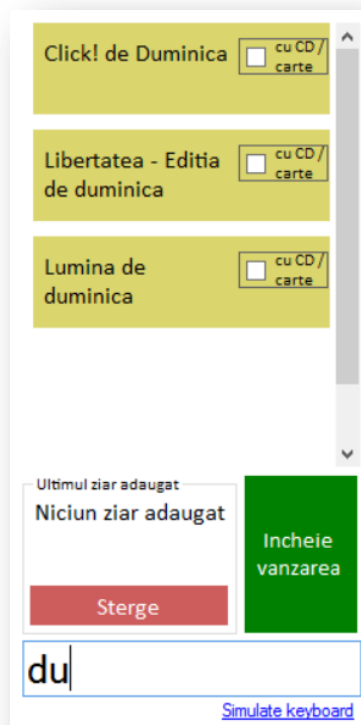 Click! de Duminica
cu CD /
carte
Libertatea - Editia
de duminica
cu CD /
carte
Lumina de
duminica
cu CD /
carte
Ultimul ziar adaugat
Niciun ziar adaugat
Sterge
Incheie
vanzarea
du
Simulate keyboard